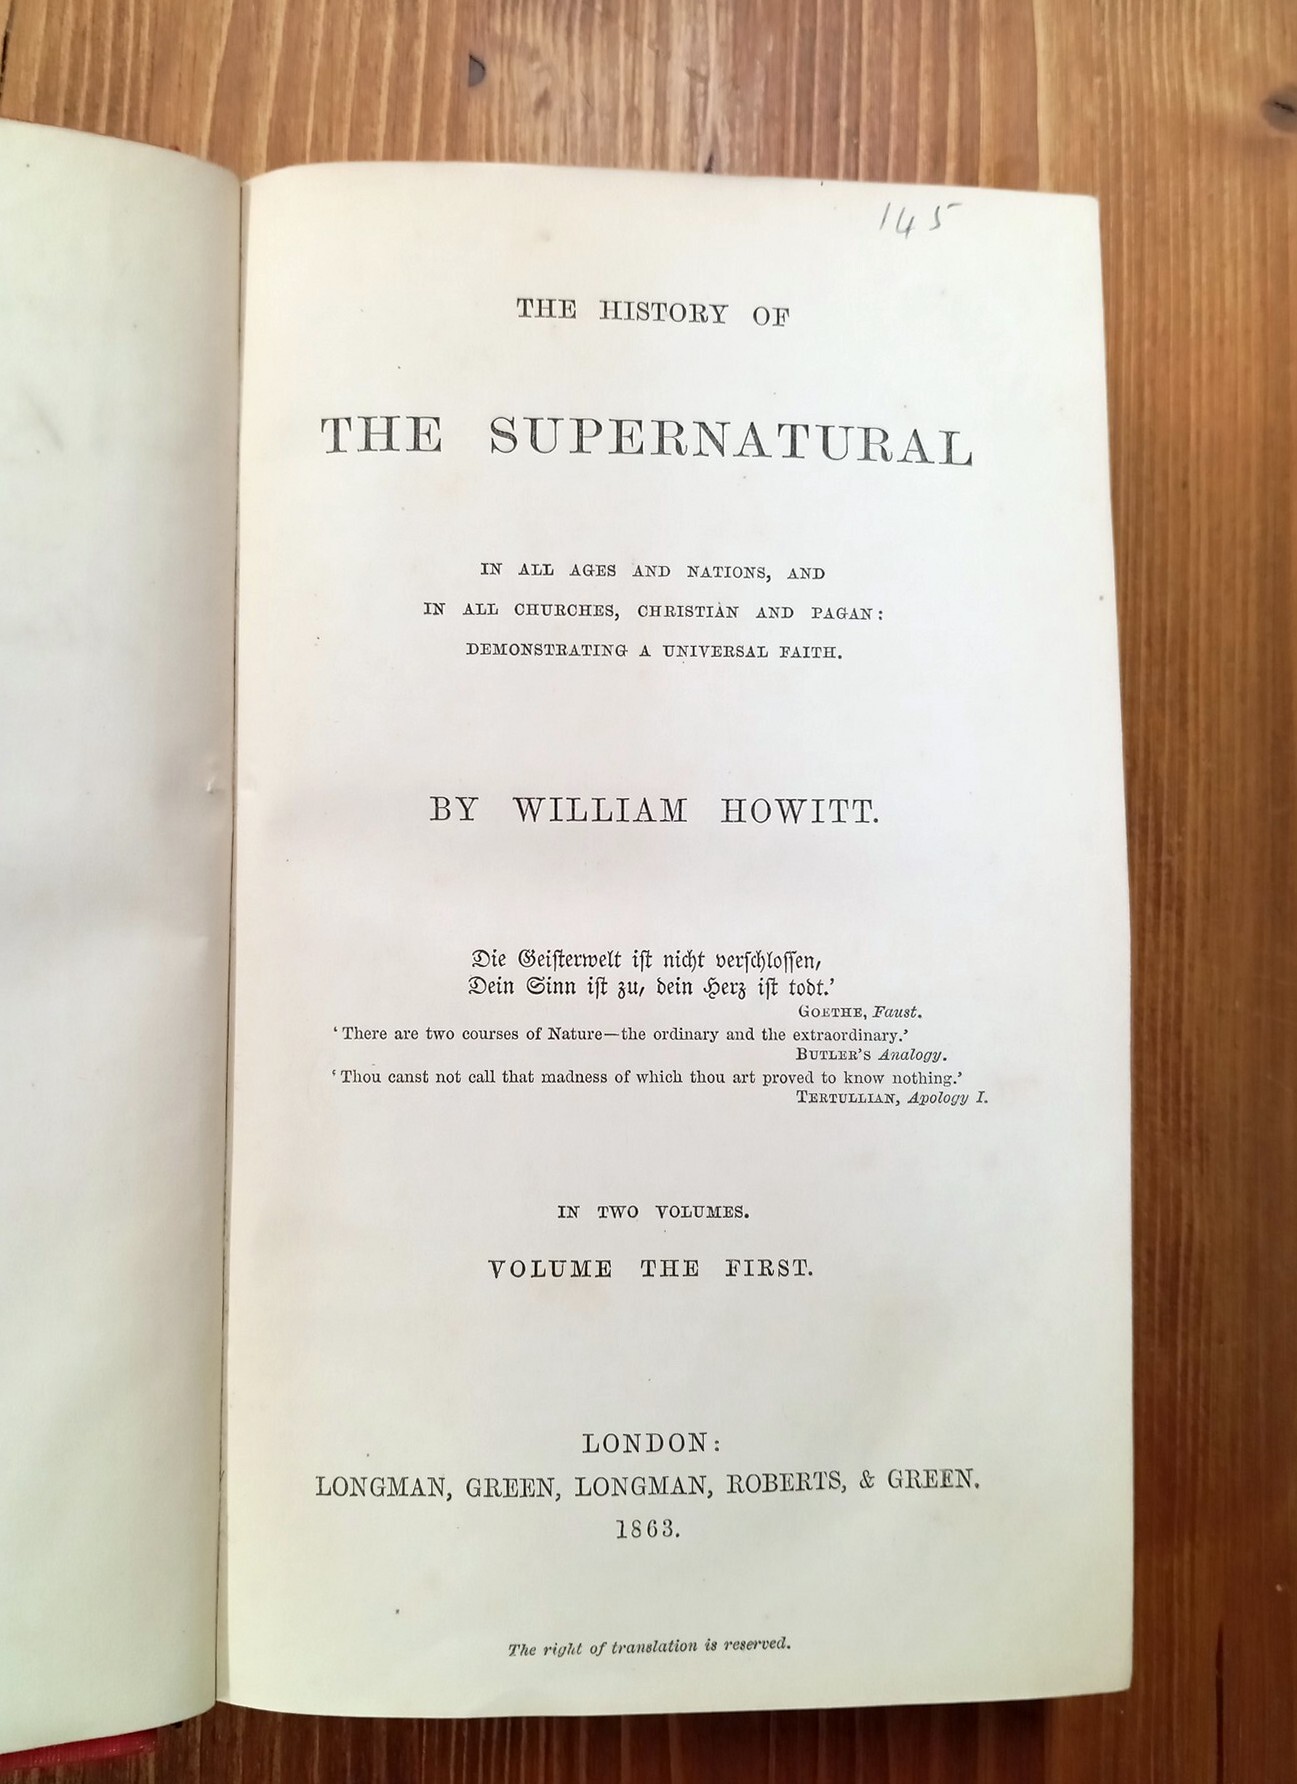 145
THE HISTORY OF
THE SUPERNATURAL
IN ALL AGES AND NATIONS, AND
IN ALL CHURCHES, CHRISTIAN AND PAGAN:
DEMONSTRATING A UNIVERSAL FAITH.
BY WILLIAM HOWITT.
Die Geisterwelt ist nicht verschlossen,
Dein Sinn ist zu, dein Herz ist todt.’
GOETHE, Faust.
‘There are two courses of Nature—the ordinary and the extraordinary.’
BUTLER’S Analogy.
‘Thou canst not call that madness of which thou art proved to know nothing.’
TERTULLIAN, Apology I.
IN TWO VOLUMES.
VOLUME THE FIRST.
LONDON:
LONGMAN, GREEN, LONGMAN, ROBERTS, & GREEN.
1863.
The right of translation is reserved.